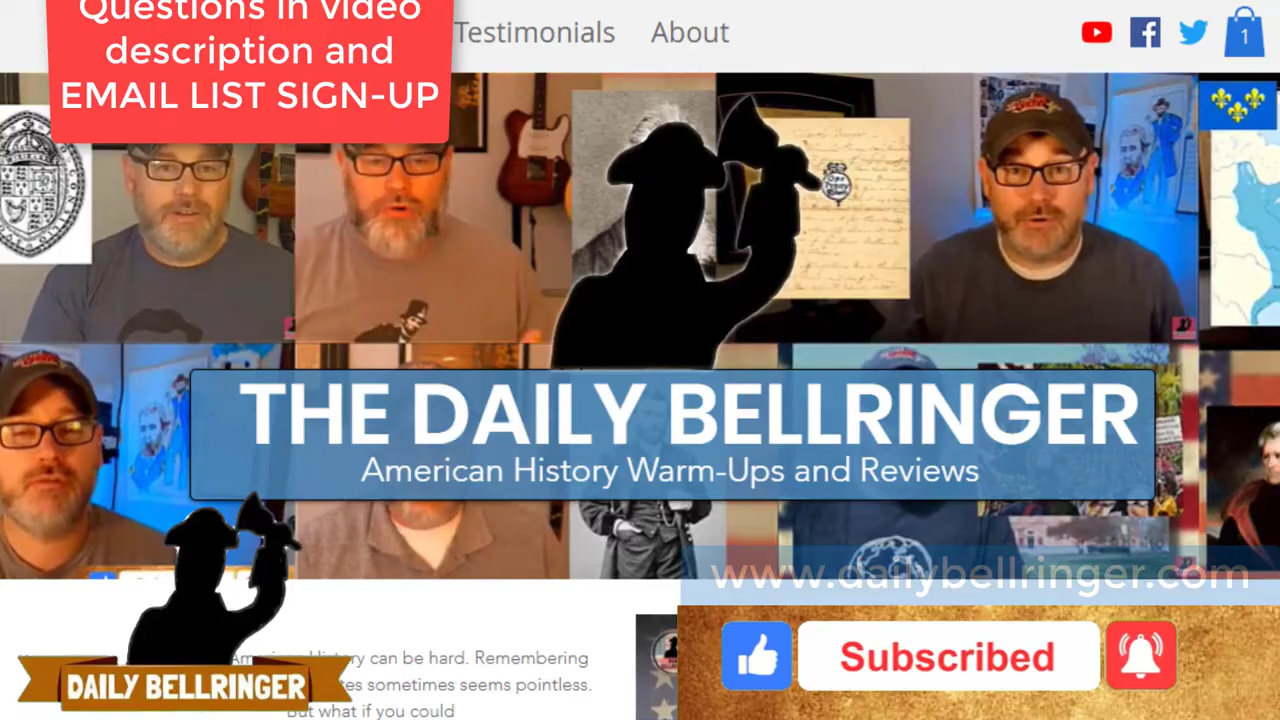 Questions in video
description and
EMAIL LIST SIGN-UP
Testimonials About
1
THE DAILY BELLRINGER
American History Warm-Ups and Reviews
www.dailybellringer.com
Subscribed
American History can be hard. Remembering
sometimes seems pointless.
But what if you could
DAILY BELLRINGER